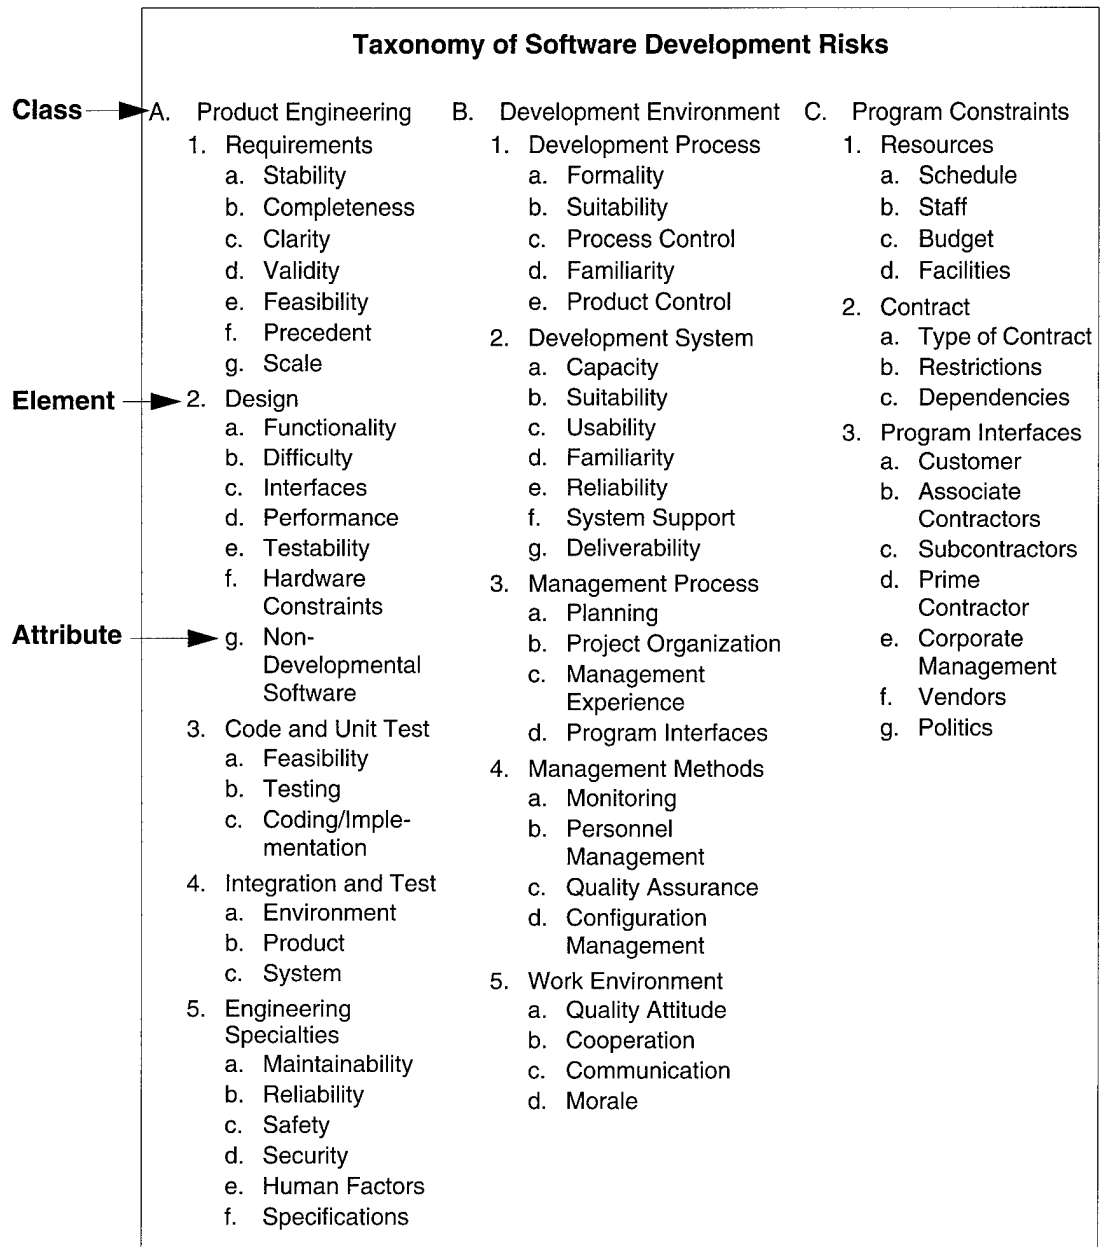 Taxonomy of Software Development Risks
Class
A. Product Engineering
1. Requirements
a. Stability
b. Completeness
c. Clarity
d. Validity
e. Feasibility
f. Precedent
g. Scale
Element
2. Design
a. Functionality
b. Difficulty
c. Interfaces
d. Performance
e. Testability
f. Hardware
Constraints
Attribute
g. Non-
Developmental
Software
3. Code and Unit Test
a. Feasibility
b. Testing
c. Coding/Imple-
mentation
4. Integration and Test
a. Environment
b. Product
c. System
5. Engineering
Specialties
a. Maintainability
b. Reliability
c. Safety
d. Security
e. Human Factors
f. Specifications
B. Development Environment
1. Development Process
a. Formality
b. Suitability
c. Process Control
d. Familiarity
e. Product Control
2. Development System
a. Capacity
b. Suitability
c. Usability
d. Familiarity
e. Reliability
f. System Support
g. Deliverability
3. Management Process
a. Planning
b. Project Organization
c. Management
Experience
d. Program Interfaces
4. Management Methods
a. Monitoring
b. Personnel
Management
c. Quality Assurance
d. Configuration
Management
5. Work Environment
a. Quality Attitude
b. Cooperation
c. Communication
d. Morale
C. Program Constraints
1. Resources
a. Schedule
b. Staff
c. Budget
d. Facilities
2. Contract
a. Type of Contract
b. Restrictions
c. Dependencies
3. Program Interfaces
a. Customer
b. Associate
Contractors
c. Subcontractors
d. Prime
Contractor
e. Corporate
Management
f. Vendors
g. Politics